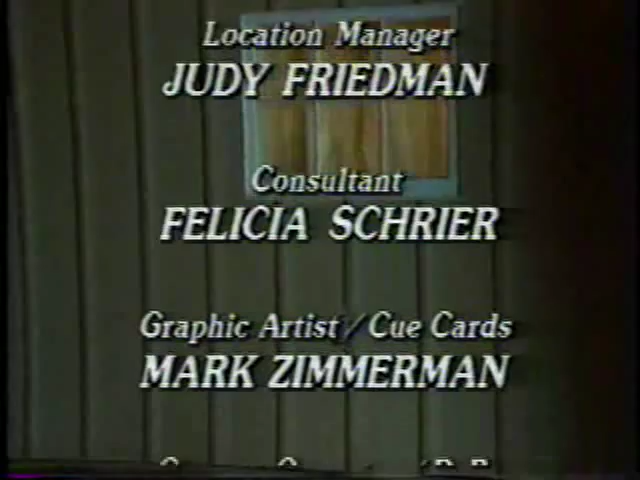 Location Manager
JUDY FRIEDMAN
Consultant
FELICIA SCHRIER
Graphic Artist / Cue Cards
MARK ZIMMERMAN